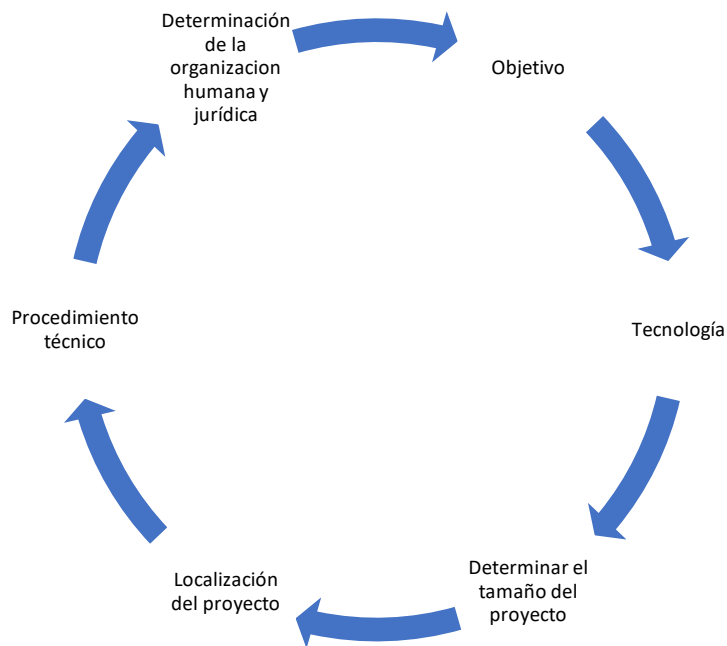 Determinación
de la
organizacion
humana y
jurídica
Objetivo
Tecnología
Determinar el
tamaño del
proyecto
Localización
del proyecto
Procedimiento
técnico